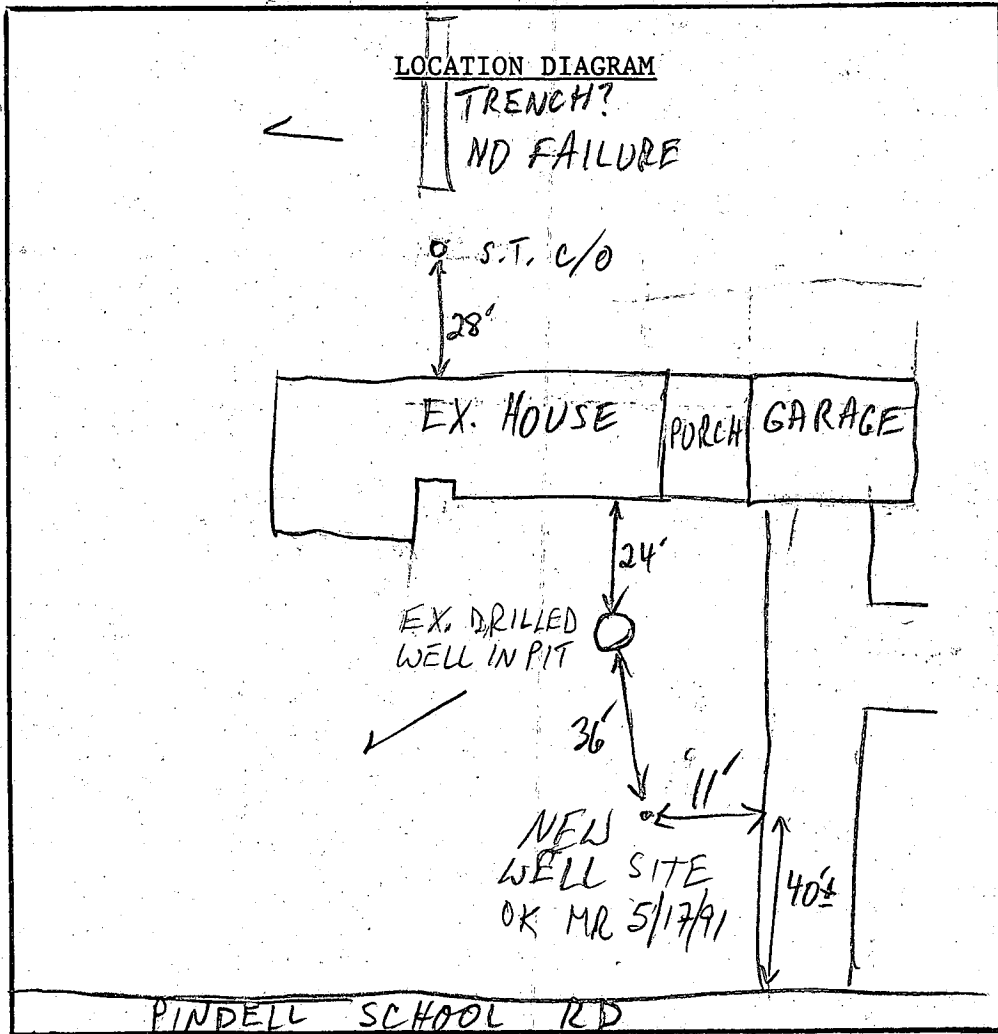 LOCATION DIAGRAM
TRENCH?
NO FAILURE
S.T. C/O
28'
EX. HOUSE
PORCH
GARAGE
24'
EX. DRILLED
WELL IN PIT
36'
11'
NEW
WELL SITE
OK MR 5/17/91
40'±
PINDELL SCHOOL RD